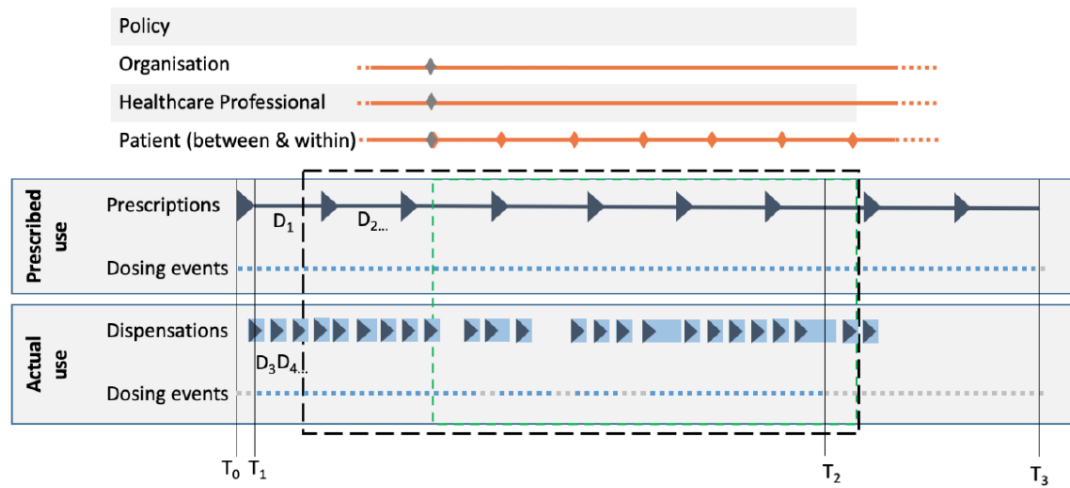 Policy
Organisation
Healthcare Professional
Patient (between & within)
Prescribed use
Prescriptions
D1
D2...
Dosing events
Actual use
Dispensations
D3D4...
Dosing events
T0 T1 T2 T3